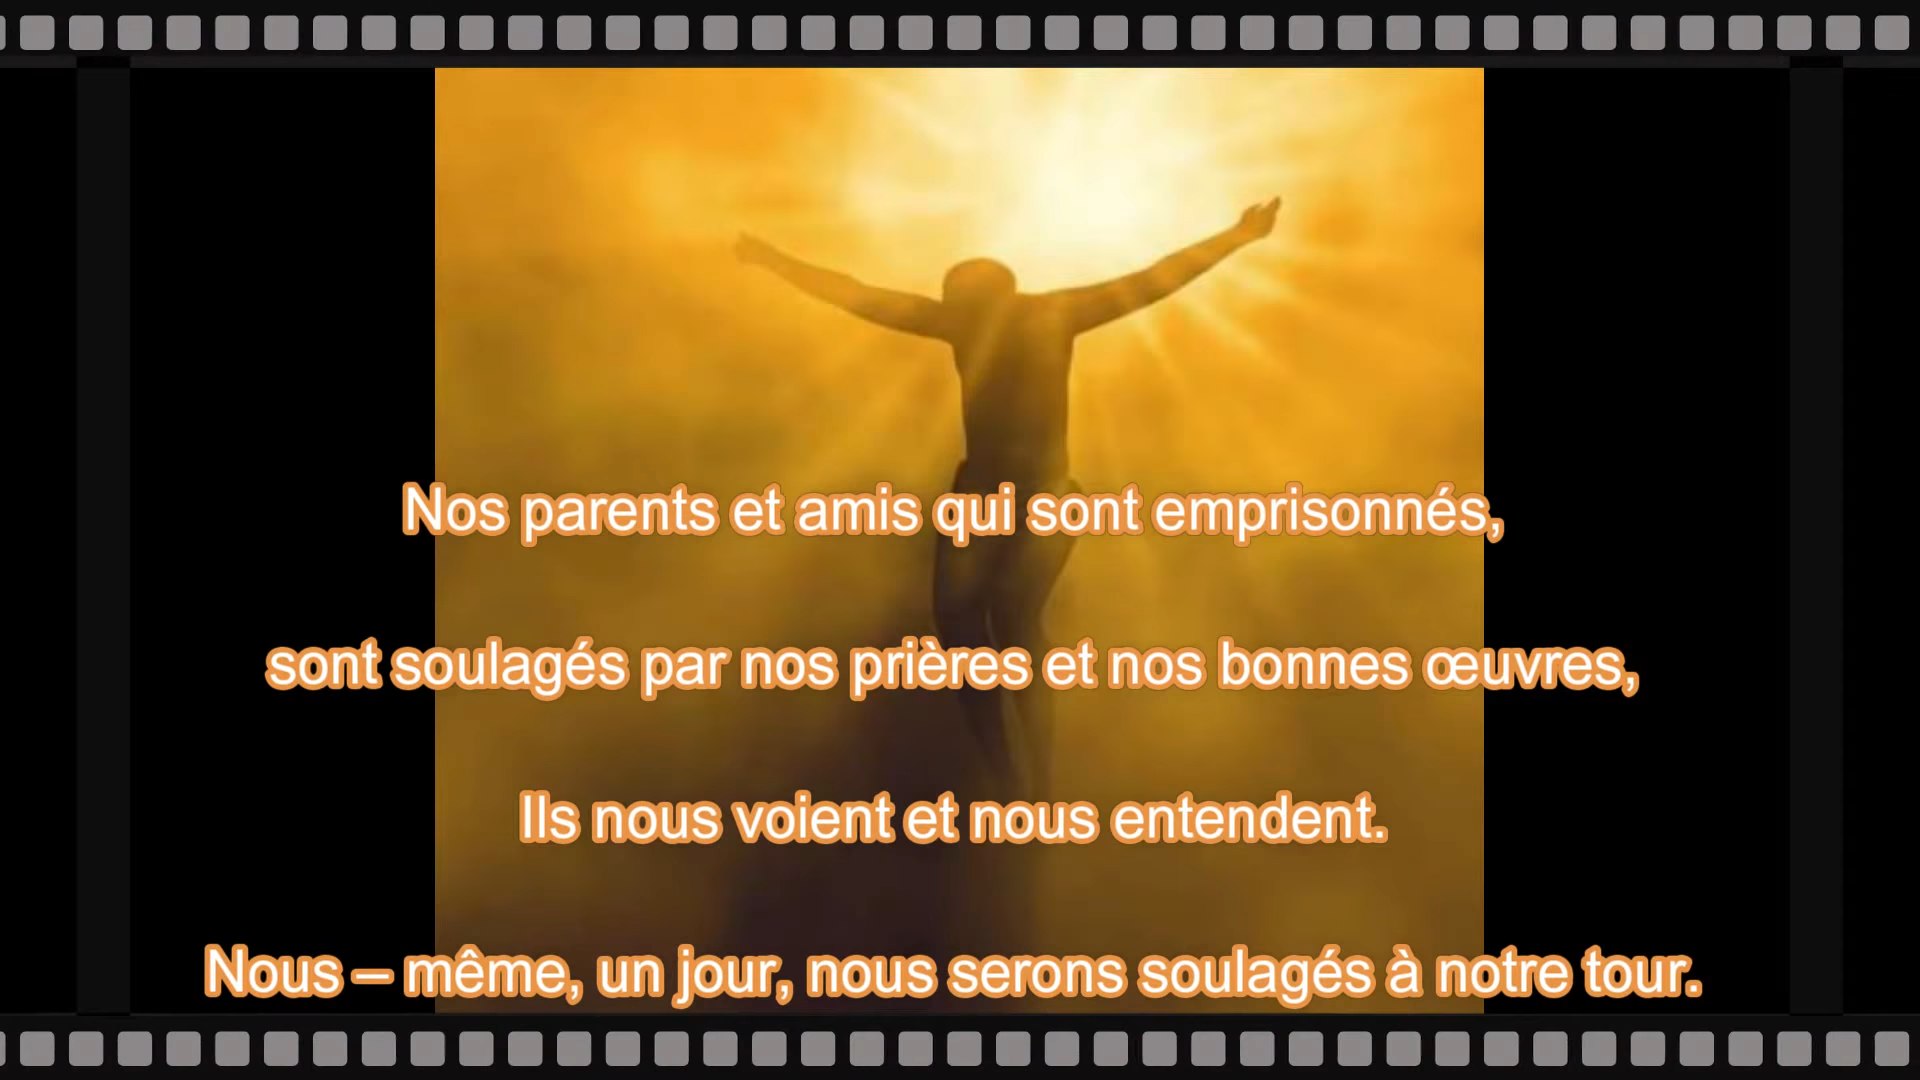 Nos parents et amis qui sont emprisonnés,
sont soulagés par nos prières et nos bonnes œuvres,
Ils nous voient et nous entendent.
Nous – même, un jour, nous serons soulagés à notre tour.